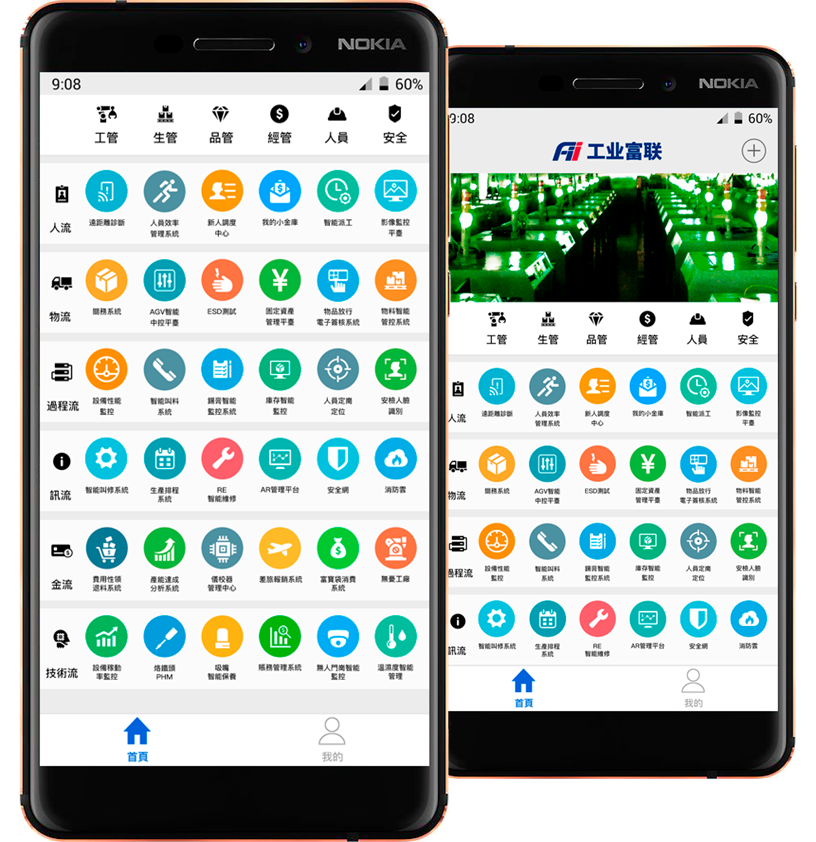 NOKIA
9:08 60%
工管 生管 品管 經管 人員 安全
人流
遠距離診斷 人員效率 新人調度 我的小金庫 智能派工 影像監控
管理系統 中心 平臺
物流
關務系統 AGV智能 ESD測試 固定資產 物品放行 物料智能
中控平臺 管理平臺 電子簽核系統 管控系統
過程流
設備性能 智能叫料 錫膏智能 庫存智能 人員定崗 安檢人臉
監控 系統 監控系統 監控 定位 識別
訊流
智能叫修系統 生產排程 RE AR管理平台 安全網 消防雲
系統 智能維修
金流
費用性領 產能達成 儀校器 差旅報銷系統 富寶袋消費 無憂工廠
退料系統 分析系統 管理中心 系統
技術流
設備稼動 烙鐵頭 吸嘴 賬務管理系統 無人門崗智能 溫濕度智能
率監控 PHM 智能保養 監控 管理
首頁 我的
NOKIA
9:08 60%
Fii 工业富联
工管 生管 品管 經管 人員 安全
人流
遠距離診斷 人員效率 新人調度 我的小金庫 智能派工 影像監控
管理系統 中心 平臺
物流
關務系統 AGV智能 ESD測試 固定資產 物品放行 物料智能
中控平臺 管理平臺 電子簽核系統 管控系統
過程流
設備性能 智能叫料 錫膏智能 庫存智能 人員定崗 安檢人臉
監控 系統 監控系統 監控 定位 識別
訊流
智能叫修系統 生產排程 RE AR管理平台 安全網 消防雲
系統 智能維修
首頁 我的